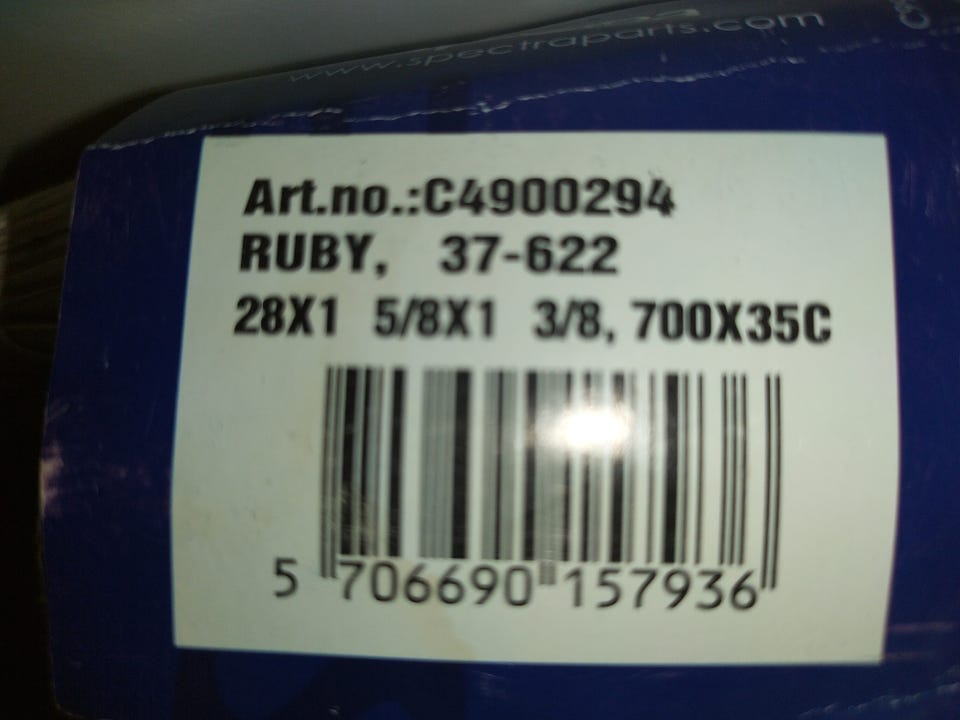 www.spectraparts.com
Art.no.:C4900294
RUBY, 37-622
28X1 5/8X1 3/8, 700X35C
5 706690 157936